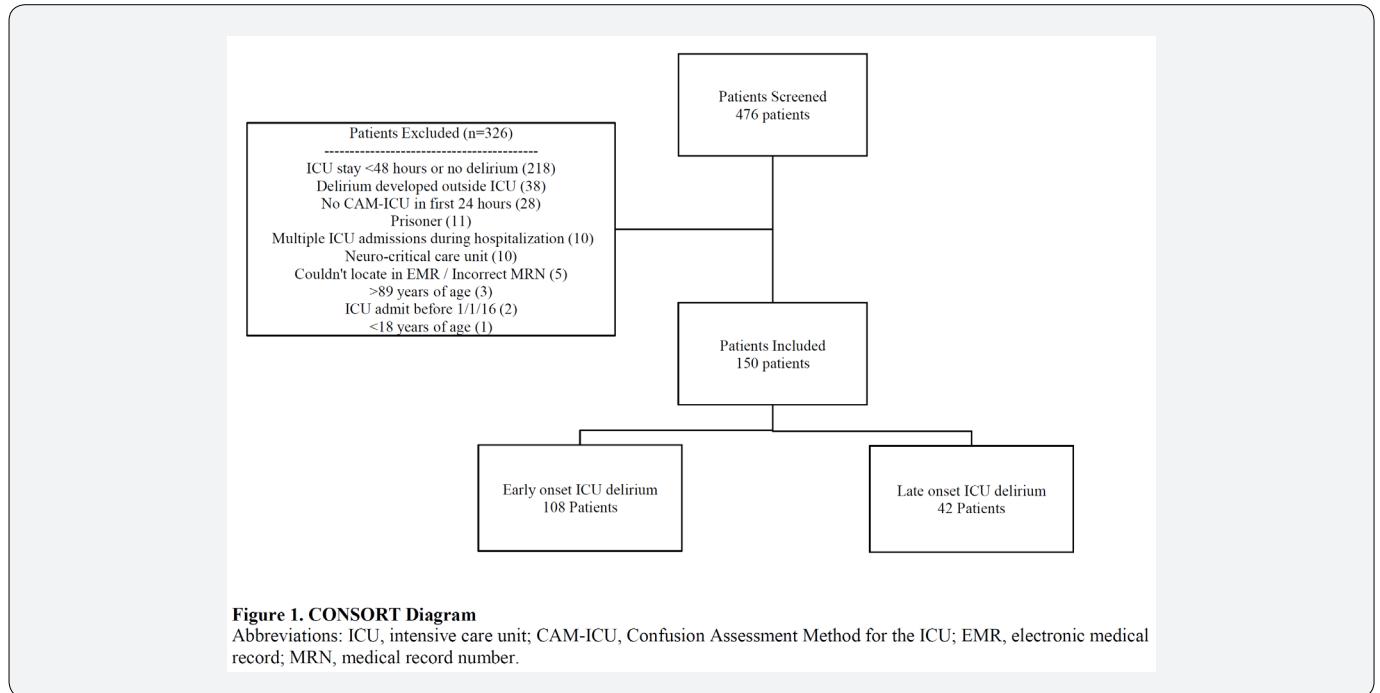 Patients Screened
476 patients
Patients Excluded (n=326)
-------------------------------------------
ICU stay <48 hours or no delirium (218)
Delirium developed outside ICU (38)
No CAM-ICU in first 24 hours (28)
Prisoner (11)
Multiple ICU admissions during hospitalization (10)
Neuro-critical care unit (10)
Couldn't locate in EMR / Incorrect MRN (5)
>89 years of age (3)
ICU admit before 1/1/16 (2)
<18 years of age (1)
Patients Included
150 patients
Early onset ICU delirium
108 Patients
Late onset ICU delirium
42 Patients
Figure 1. CONSORT Diagram
Abbreviations: ICU, intensive care unit; CAM-ICU, Confusion Assessment Method for the ICU; EMR, electronic medical
record; MRN, medical record number.